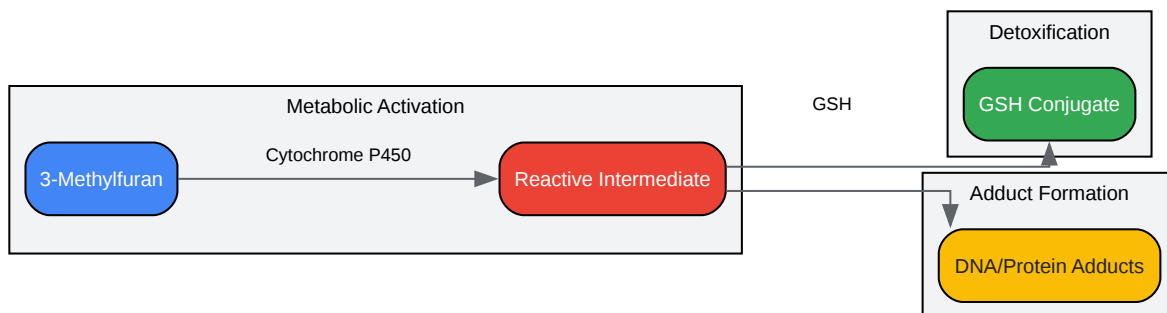 Metabolic Activation
3-Methylfuran
Cytochrome P450
Reactive Intermediate
GSH
Detoxification
GSH Conjugate
Adduct Formation
DNA/Protein Adducts